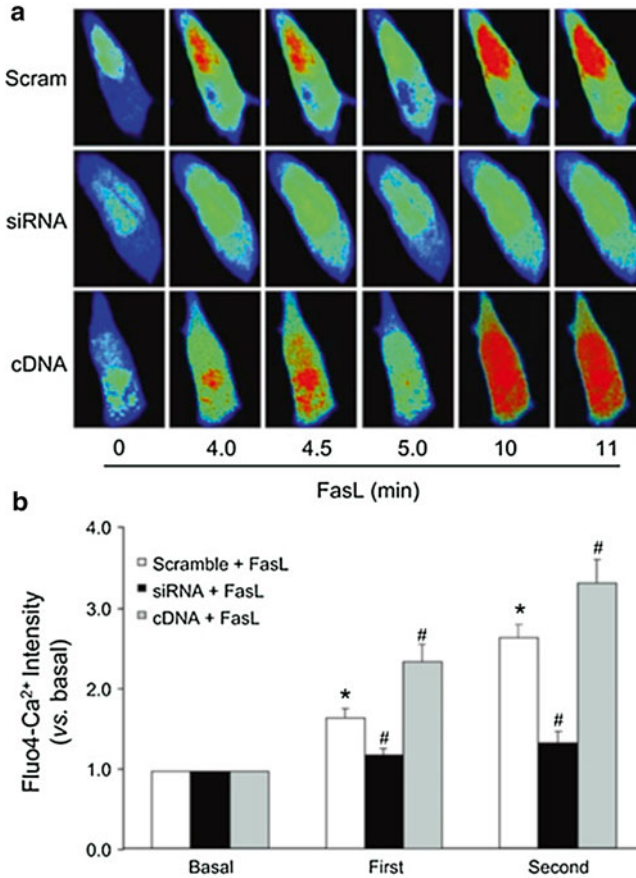 a
Scram
siRNA
cDNA
0 4.0 4.5 5.0 10 11
FasL (min)
b
Fluo4-Ca²⁺ Intensity
(vs. basal)
4.0
3.0
2.0
1.0
0.0
Scramble + FasL
siRNA + FasL
cDNA + FasL
* # #
* # #
Basal First Second